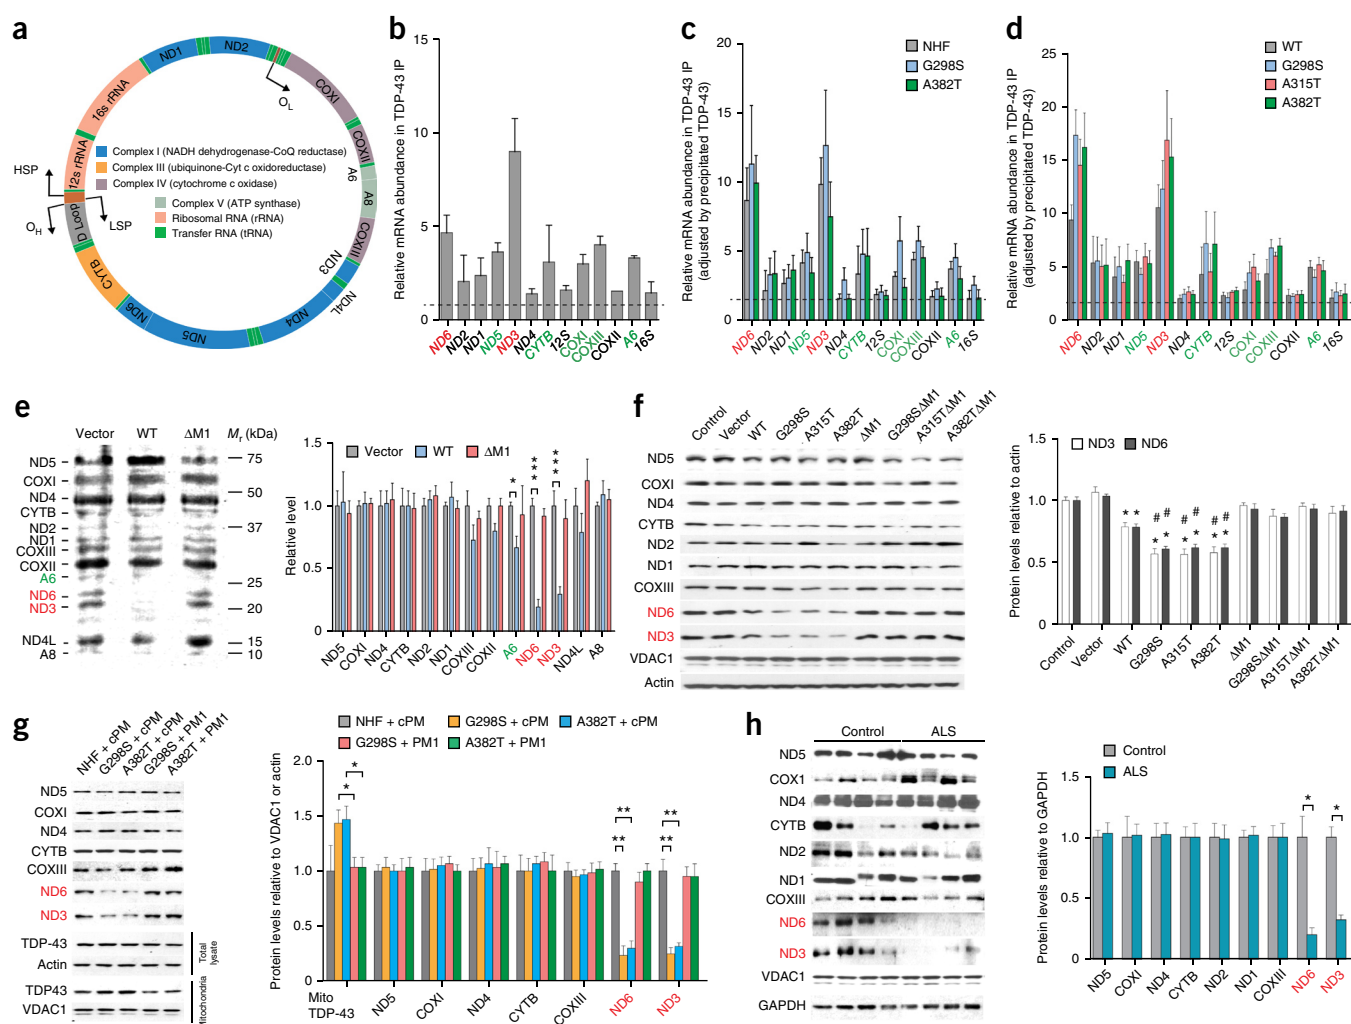 a
ND1
ND2
16s rRNA
12s rRNA
COXI
COXII
A6
A8
COXIII
ND3
ND4L
ND4
ND5
ND6
CYTB
D Loop
HSP
LSP
OH
OL
Complex I (NADH dehydrogenase-CoQ reductase)
Complex III (ubiquinone-Cyt c oxidoreductase)
Complex IV (cytochrome c oxidase)
Complex V (ATP synthase)
Ribosomal RNA (rRNA)
Transfer RNA (tRNA)
b
Relative mRNA abundance in TDP-43 IP
15
10
5
0
ND6 ND2 ND1 ND5 ND3 ND4 CYTB 12S COXI COXIII COXII A6 16S
c
Relative mRNA abundance in TDP-43 IP
(adjusted by precipitated TDP-43)
20
15
10
5
0
NHF
G298S
A382T
ND6 ND2 ND1 ND5 ND3 ND4 CYTB 12S COXI COXIII COXII A6 16S
d
Relative mRNA abundance in TDP-43 IP
(adjusted by precipitated TDP-43)
25
20
15
10
5
0
WT
G298S
A315T
A382T
ND6 ND2 ND1 ND5 ND3 ND4 CYTB 12S COXI COXIII COXII A6 16S
e
Vector WT ΔM1 Mr (kDa)
ND5
COXI
ND4
CYTB
ND2
ND1
COXIII
COXII
A6
ND6
ND3
ND4L
A8
75
50
37
25
20
15
10
Relative level
1.5
1.0
0.5
0
Vector WT ΔM1
*
***
***
ND5 COXI ND4 CYTB ND2 ND1 COXIII COXII A6 ND6 ND3 ND4L A8
f
Control Vector WT G298S A315T A382T ΔM1 G298SΔM1 A315TΔM1 A382TΔM1
ND5
COXI
ND4
CYTB
ND2
ND1
COXIII
ND6
ND3
VDAC1
Actin
Protein levels relative to actin
1.5
1.0
0.5
0
ND3 ND6
* *
# #
* *
# #
* *
# #
* *
Control Vector WT G298S A315T A382T ΔM1 G298SΔM1 A315TΔM1 A382TΔM1
g
NHF + cPM
G298S + cPM
A382T + cPM
G298S + PM1
A382T + PM1
ND5
COXI
ND4
CYTB
COXIII
ND6
ND3
TDP-43
Actin
Total lysate
TDP43
VDAC1
Mitochondria
Protein levels relative to VDAC1 or actin
2.0
1.5
1.0
0.5
0
NHF + cPM G298S + cPM A382T + cPM
G298S + PM1 A382T + PM1
*
*
**
**
**
**
Mito TDP-43 ND5 COXI ND4 CYTB COXIII ND6 ND3
h
Control ALS
ND5
COX1
ND4
CYTB
ND2
ND1
COXIII
ND6
ND3
VDAC1
GAPDH
Protein levels relative to GAPDH
1.5
1.0
0.5
0
Control
ALS
*
*
ND5 COXI ND4 CYTB ND2 ND1 COXIII ND6 ND3